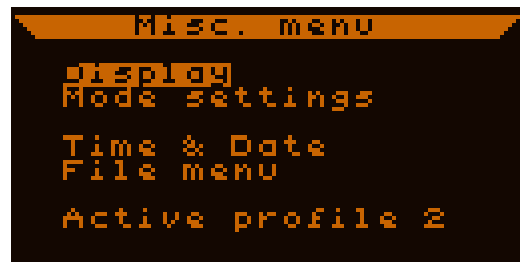 Misc. menu
Display
Mode settings
Time & Date
File menu
Active profile 2